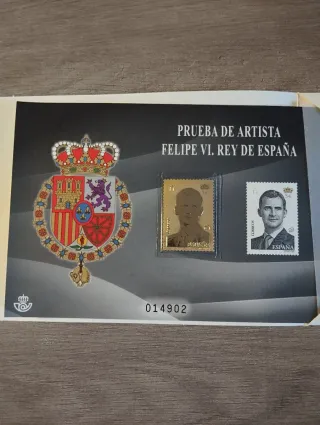 PRUEBA DE ARTISTA
FELIPE VI. REY DE ESPAÑA
ESPAÑA
ESPAÑA
014902